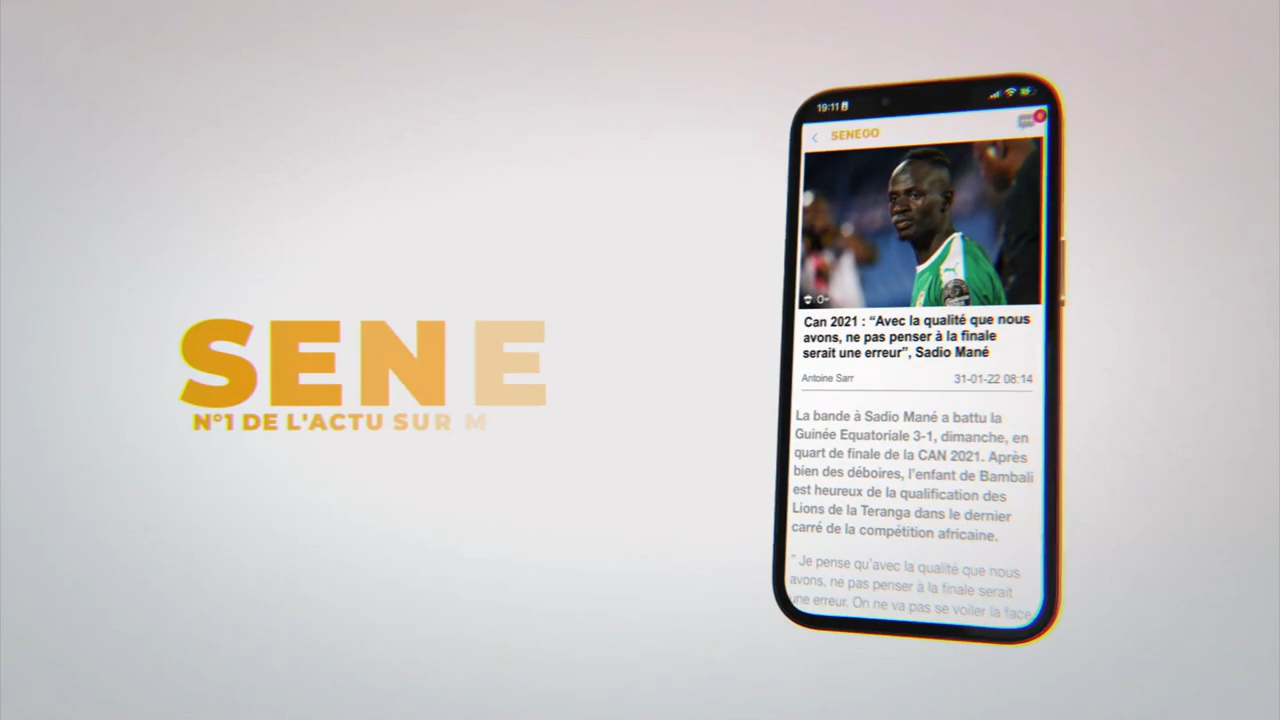 SENE
N°1 DE L'ACTU SUR M
19:11
SENEGO
Can 2021 : “Avec la qualité que nous
avons, ne pas penser à la finale
serait une erreur”, Sadio Mané
Antoine Sarr 31-01-22 08:14
La bande à Sadio Mané a battu la
Guinée Equatoriale 3-1, dimanche, en
quart de finale de la CAN 2021. Après
bien des déboires, l'enfant de Bambali
est heureux de la qualification des
Lions de la Teranga dans le dernier
carré de la compétition africaine.
" Je pense qu'avec la qualité que nous
avons, ne pas penser à la finale serait
une erreur. On ne va pas se voiler la face